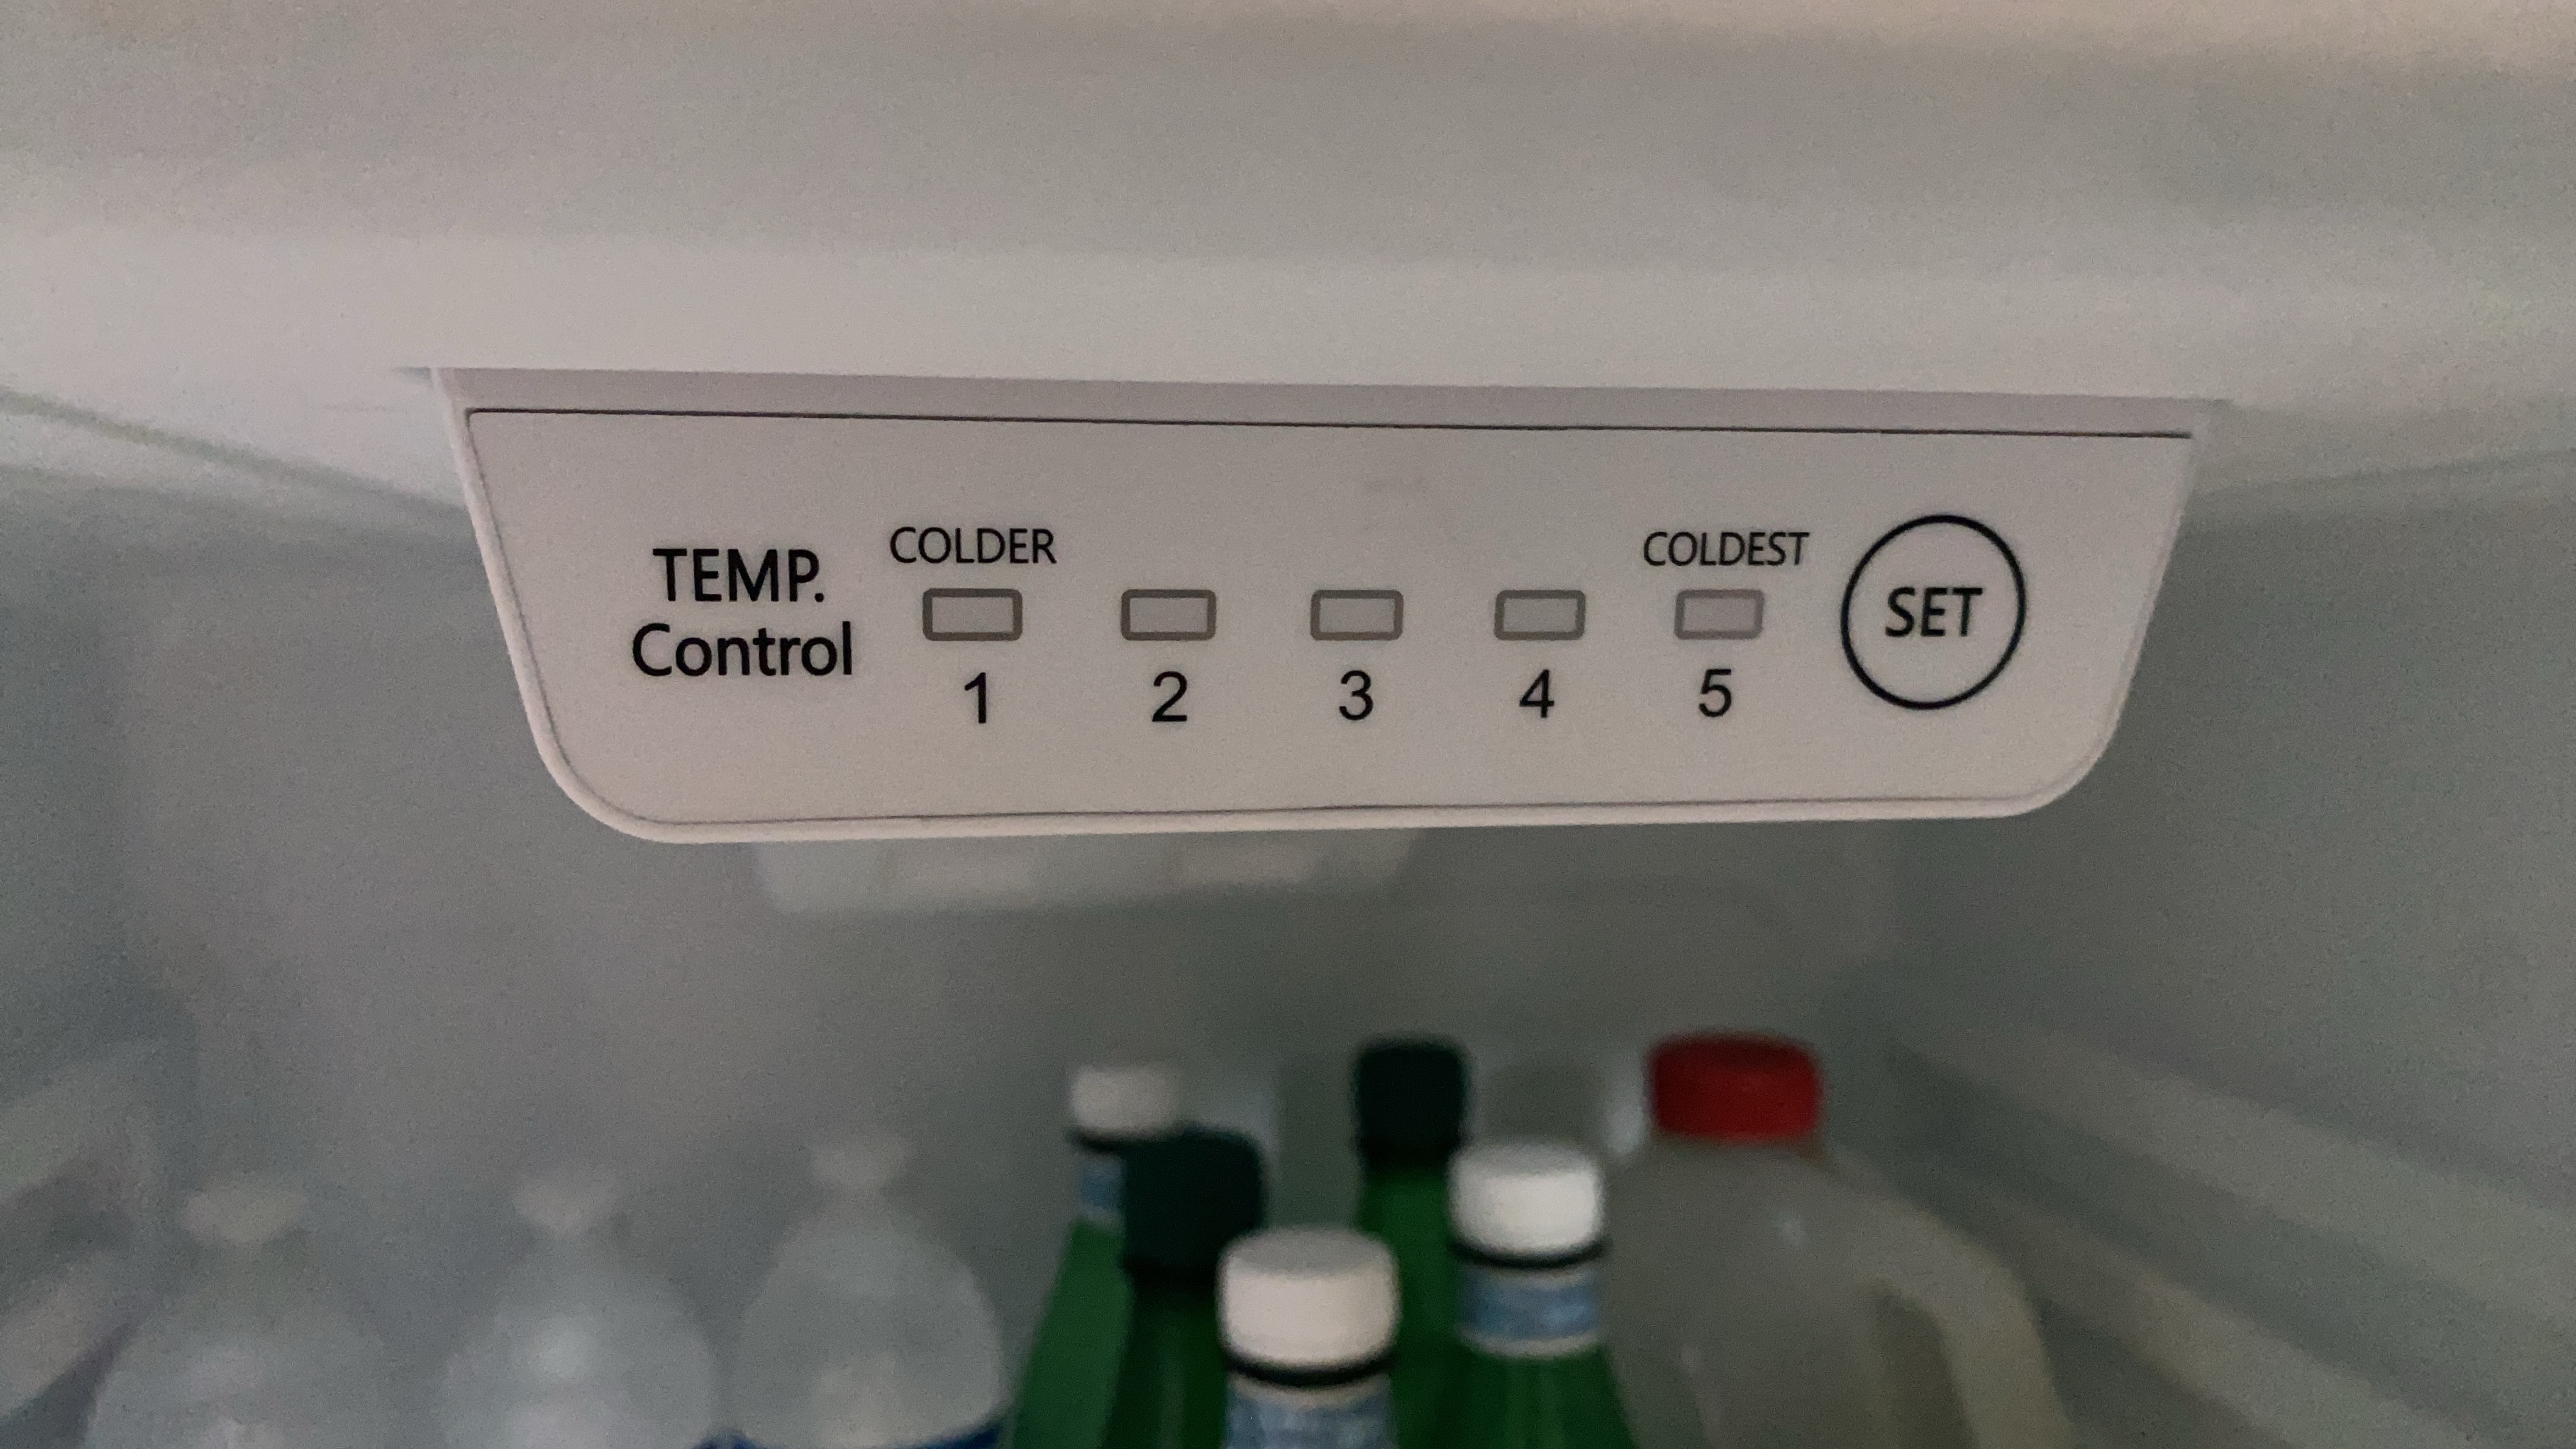 TEMP.
Control
COLDER
COLDEST
1 2 3 4 5
SET